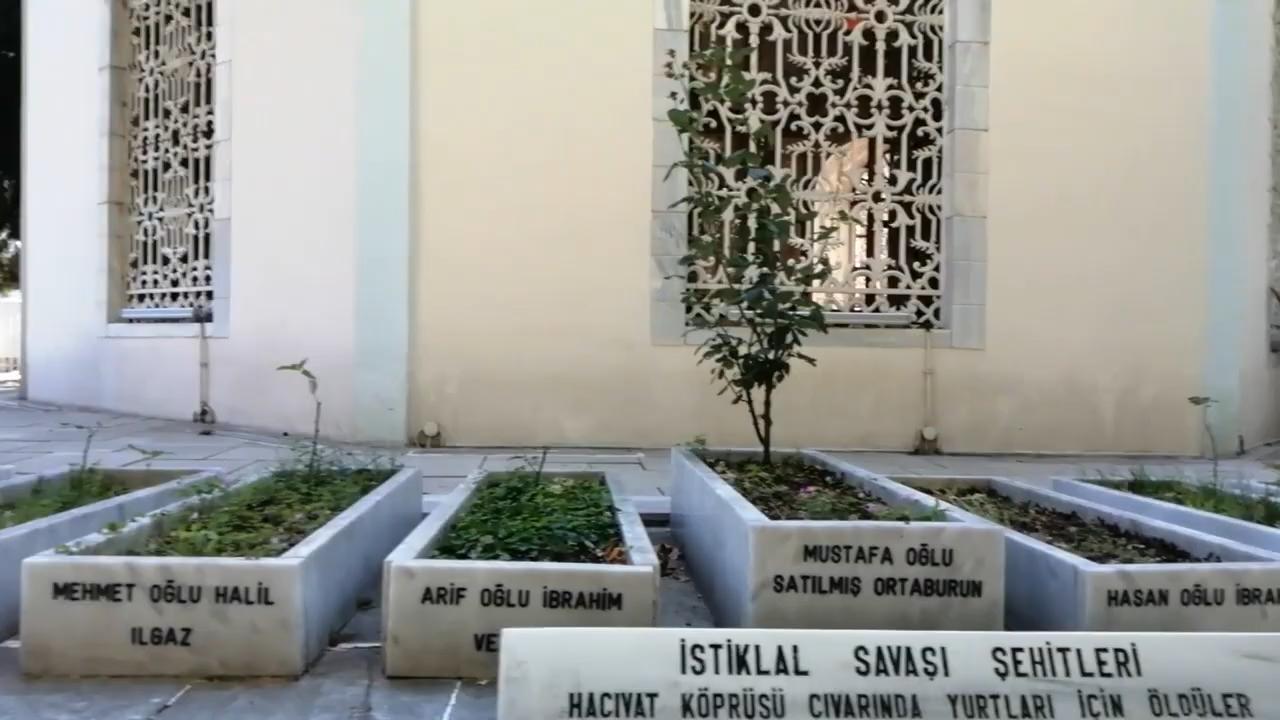 MEHMET OĞLU HALİL
ILGAZ
ARİF OĞLU İBRAHİM
MUSTAFA OĞLU
SATILMIŞ ORTABURUN
HASAN OĞLU
İSTİKLAL SAVAŞI ŞEHİTLERİ
HACIVAT KÖPRÜSÜ CIVARINDA YURTLARI İÇİN ÖLDÜLER